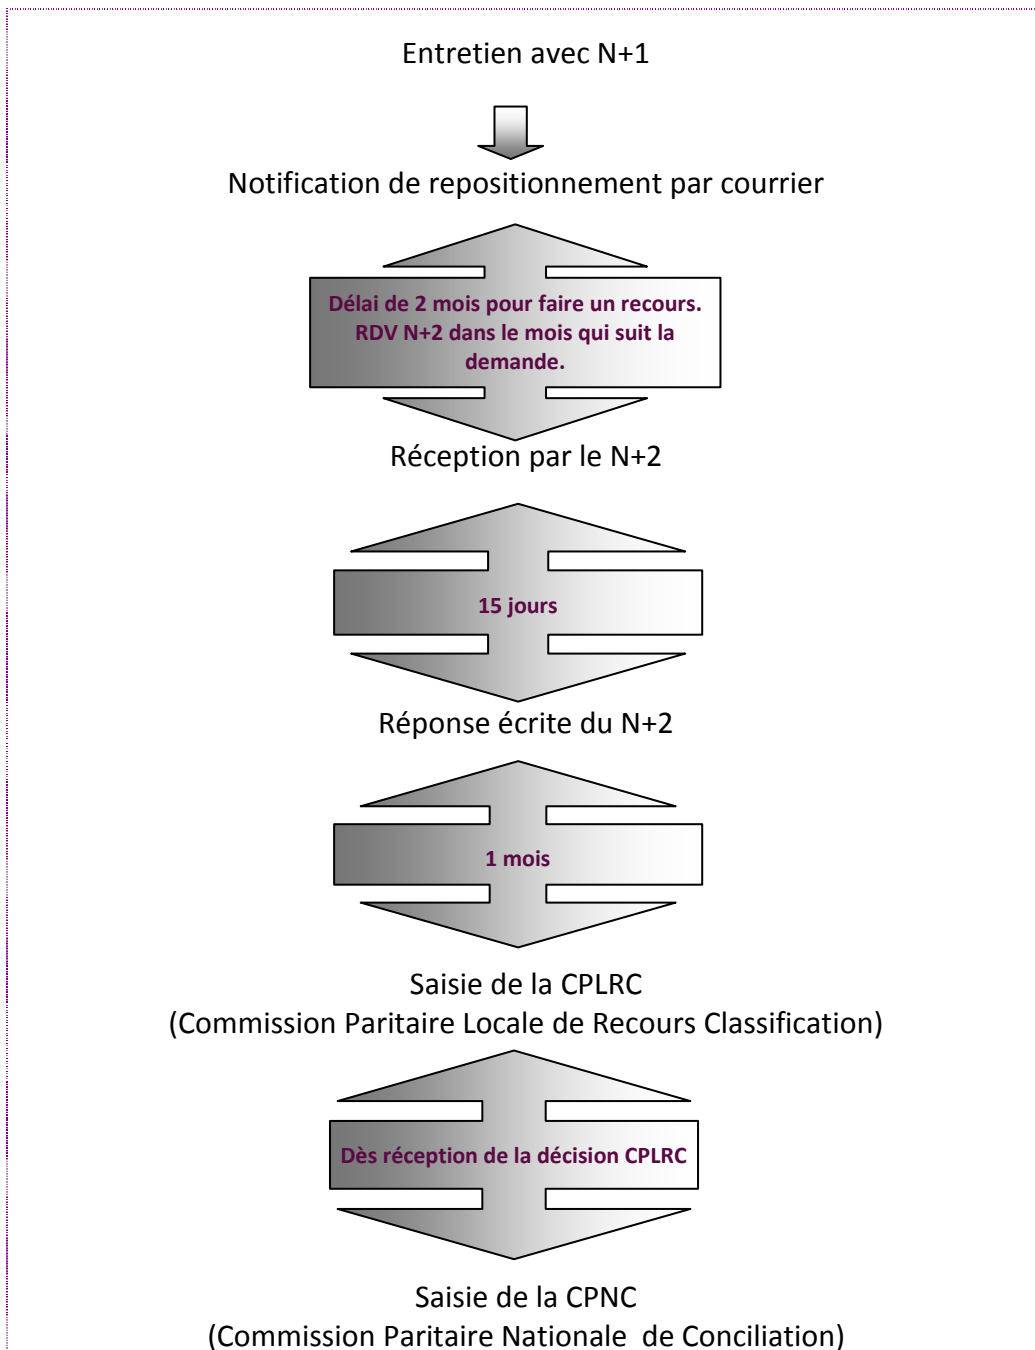 Entretien avec N+1
Notification de repositionnement par courrier
Délai de 2 mois pour faire un recours.
RDV N+2 dans le mois qui suit la
demande.
Réception par le N+2
15 jours
Réponse écrite du N+2
1 mois
Saisie de la CPLRC
(Commission Paritaire Locale de Recours Classification)
Dès réception de la décision CPLRC
Saisie de la CPNC
(Commission Paritaire Nationale  de Conciliation)